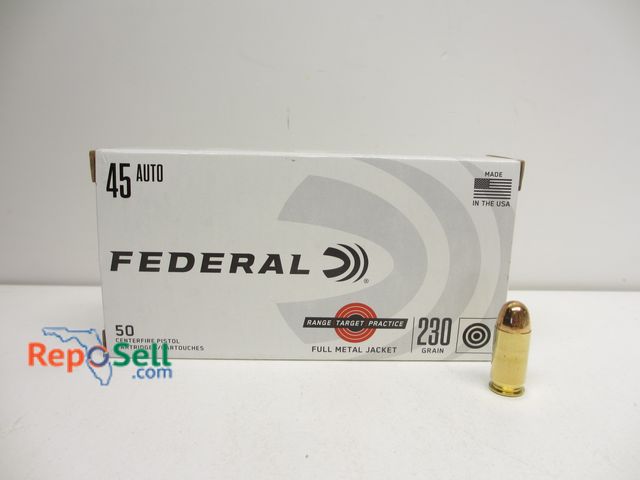 45 AUTO
MADE
IN THE USA
FEDERAL
®
RANGE TARGET PRACTICE
FULL METAL JACKET
230
GRAIN
50
CENTERFIRE PISTOL
CARTRIDGES/CARTOUCHES
RepOSell
.com